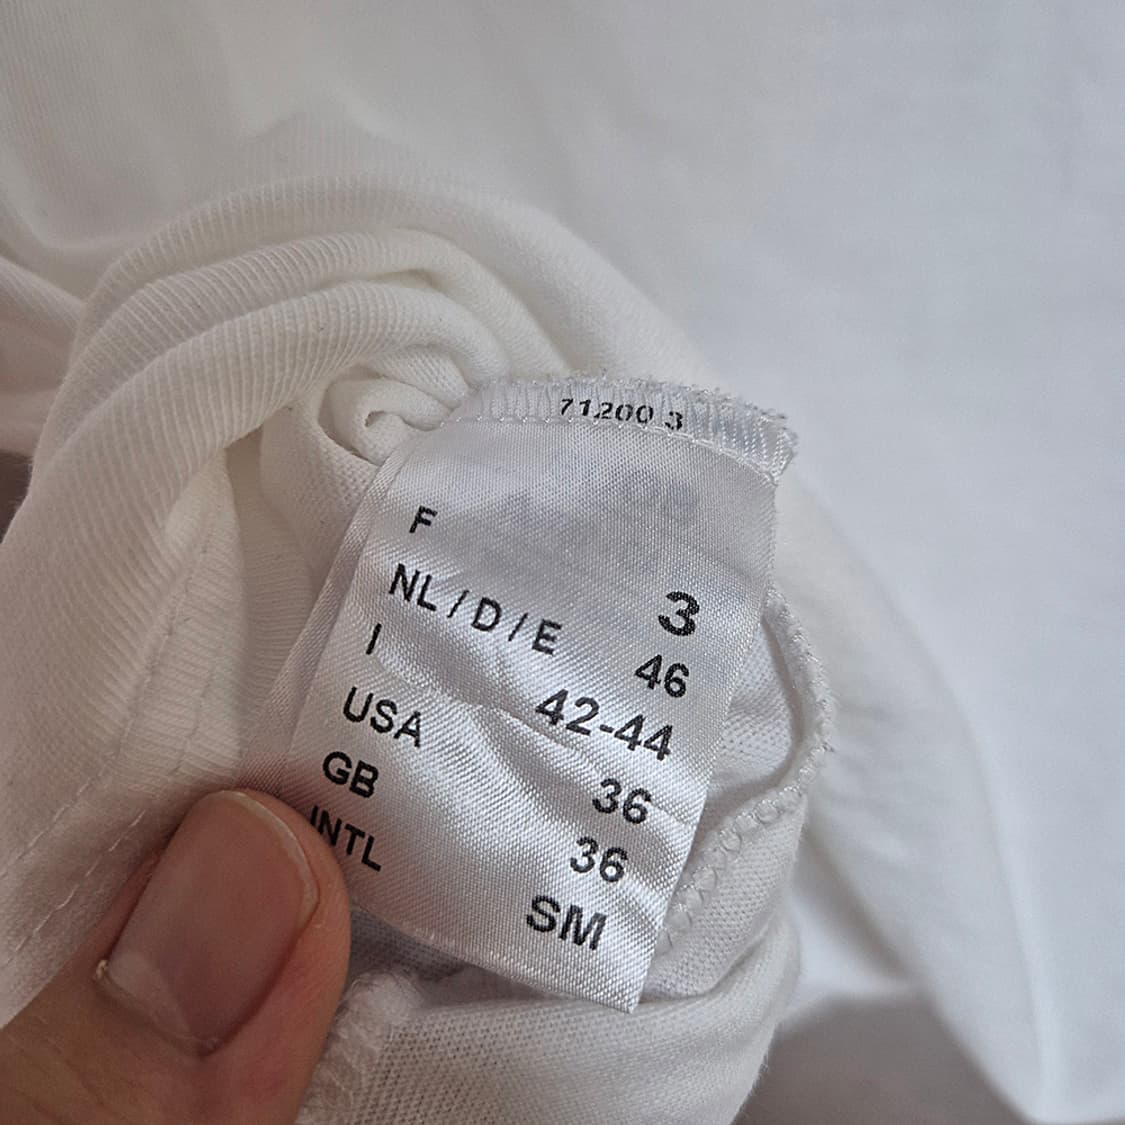 71200 3
F 3
NL / D / E 46
I 42-44
USA 36
GB 36
INTL SM